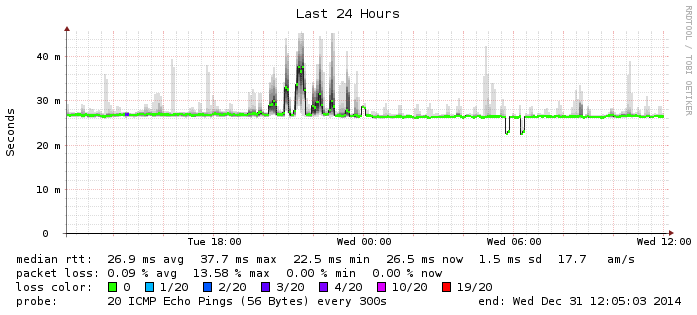 Last 24 Hours
RRDTOOL / TOBI OETIKER
Seconds
40 m
30 m
20 m
10 m
0
Tue 18:00 Wed 00:00 Wed 06:00 Wed 12:00
median rtt: 26.9 ms avg 37.7 ms max 22.5 ms min 26.5 ms now 1.5 ms sd 17.7 am/s
packet loss: 0.09 % avg 13.58 % max 0.00 % min 0.00 % now
loss color: 0 1/20 2/20 3/20 4/20 10/20 19/20
probe: 20 ICMP Echo Pings (56 Bytes) every 300s end: Wed Dec 31 12:05:03 2014